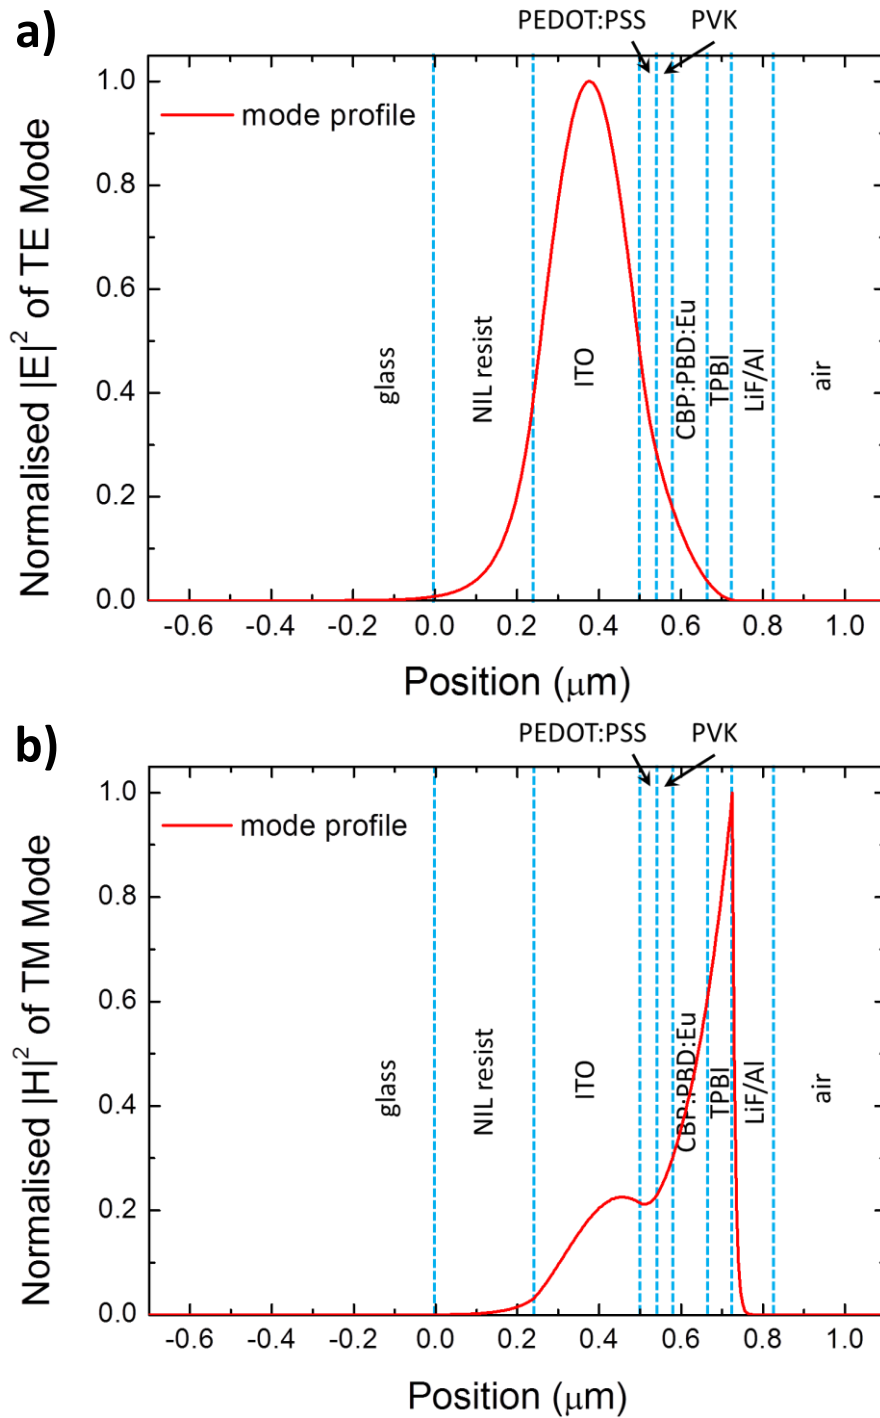 a)
PEDOT:PSS PVK
mode profile
Normalised |E|² of TE Mode
1.0
0.8
0.6
0.4
0.2
0.0
glass
NIL resist
ITO
CBP:PBD:Eu
TPBI
LiF/Al
air
-0.6 -0.4 -0.2 0.0 0.2 0.4 0.6 0.8 1.0
Position (μm)
b)
PEDOT:PSS PVK
mode profile
Normalised |H|² of TM Mode
1.0
0.8
0.6
0.4
0.2
0.0
glass
NIL resist
ITO
CBP:PBD:Eu
TPBI
LiF/Al
air
-0.6 -0.4 -0.2 0.0 0.2 0.4 0.6 0.8 1.0
Position (μm)